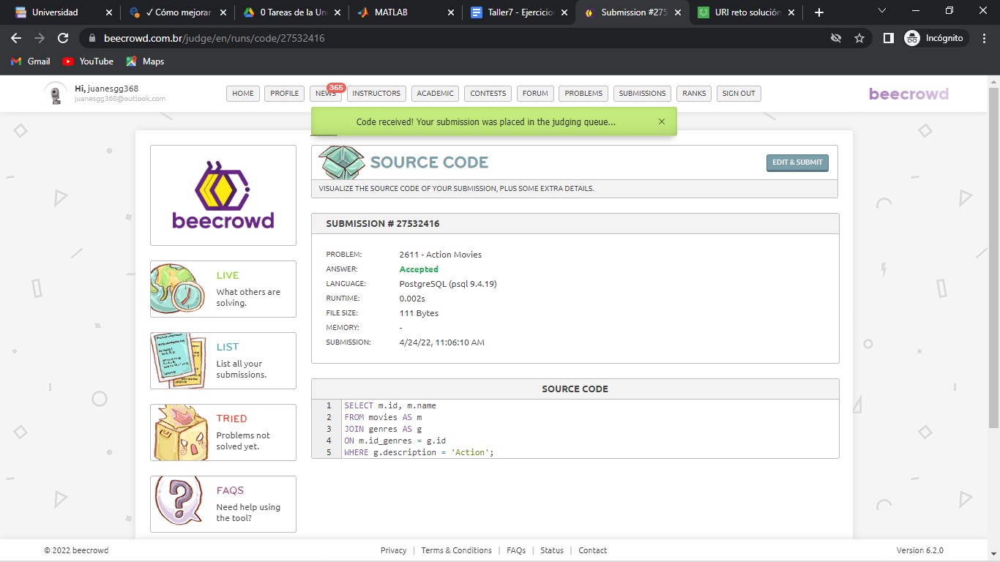 Universidad
✓ Cómo mejorar
0 Tareas de la Uni
MATLAB
Taller7 - Ejercicios
Submission #275
URI reto solución
beecrowd.com.br/judge/en/runs/code/27532416
Incógnito
Gmail
YouTube
Maps
Hi, juanesgg368
juanesgg368@outlook.com
HOME
PROFILE
NEWS
365
INSTRUCTORS
ACADEMIC
CONTESTS
FORUM
PROBLEMS
SUBMISSIONS
RANKS
SIGN OUT
beecrowd
Code received! Your submission was placed in the judging queue...
beecrowd
SOURCE CODE
EDIT & SUBMIT
VISUALIZE THE SOURCE CODE OF YOUR SUBMISSION, PLUS SOME EXTRA DETAILS.
SUBMISSION # 27532416
PROBLEM: 2611 - Action Movies
ANSWER: Accepted
LANGUAGE: PostgreSQL (psql 9.4.19)
RUNTIME: 0.002s
FILE SIZE: 111 Bytes
MEMORY: -
SUBMISSION: 4/24/22, 11:06:10 AM
LIVE
What others are
solving.
LIST
List all your
submissions.
TRIED
Problems not
solved yet.
FAQS
Need help using
the tool?
SOURCE CODE
1 SELECT m.id, m.name
2 FROM movies AS m
3 JOIN genres AS g
4 ON m.id_genres = g.id
5 WHERE g.description = 'Action';
© 2022 beecrowd
Privacy | Terms & Conditions | FAQs | Status | Contact
Version 6.2.0